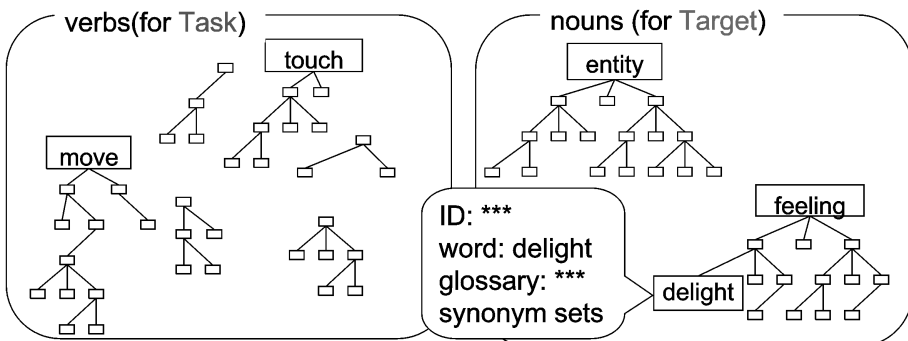 verbs(for Task)
touch
move
nouns (for Target)
entity
feeling
delight
ID: ***
word: delight
glossary: ***
synonym sets